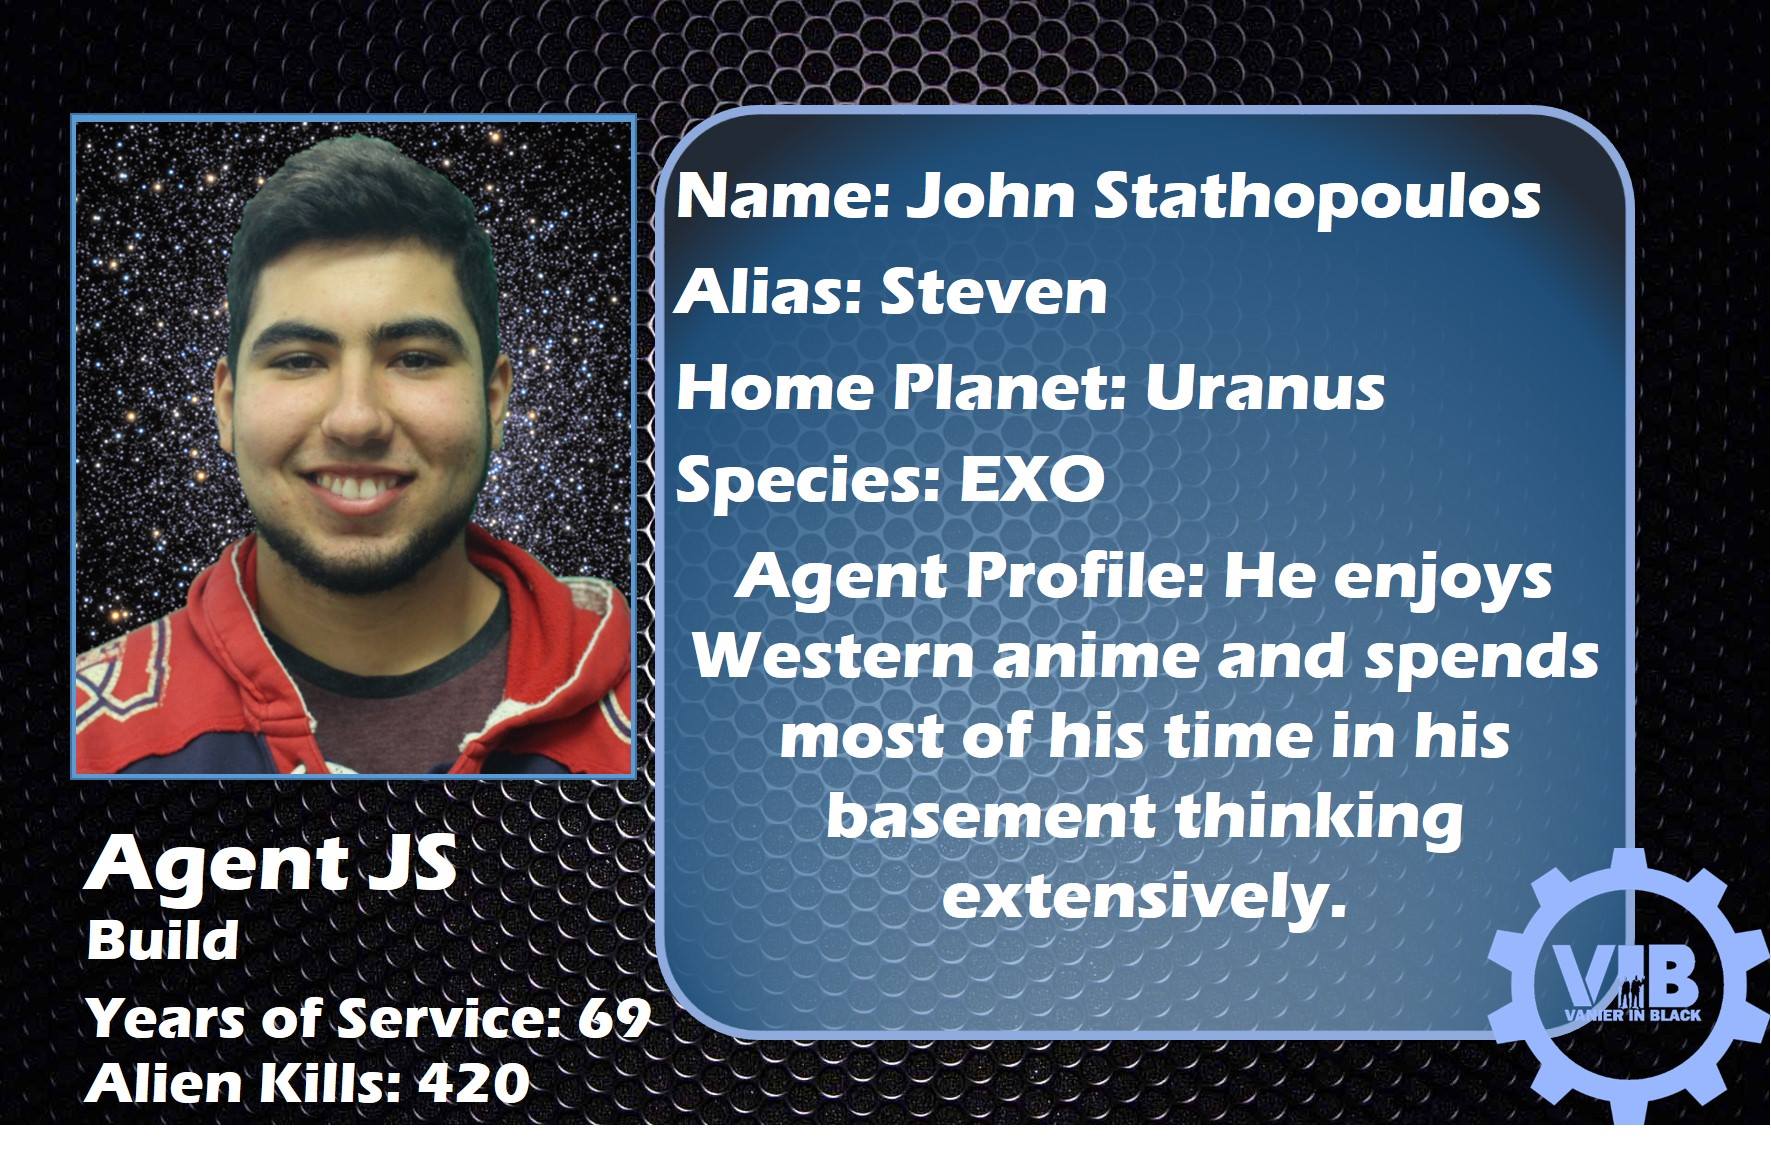 Name: John Stathopoulos
Alias: Steven
Home Planet: Uranus
Species: EXO
Agent Profile: He enjoys
Western anime and spends
most of his time in his
basement thinking
extensively.
Agent JS
Build
Years of Service: 69
Alien Kills: 420
VIB
VANIER IN BLACK